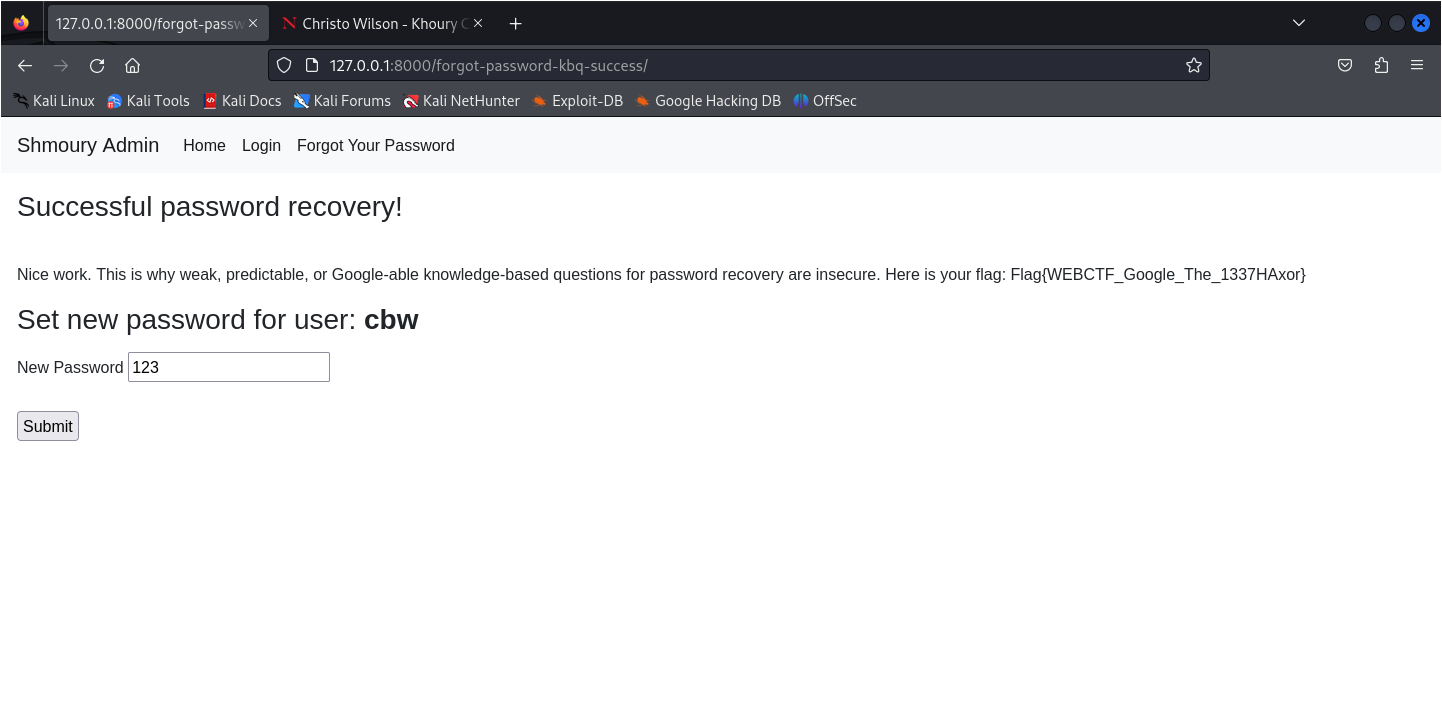 127.0.0.1:8000/forgot-passw
Christo Wilson - Khoury C
127.0.0.1:8000/forgot-password-kbq-success/
Kali Linux Kali Tools Kali Docs Kali Forums Kali NetHunter Exploit-DB Google Hacking DB OffSec
Shmoury Admin Home Login Forgot Your Password
Successful password recovery!
Nice work. This is why weak, predictable, or Google-able knowledge-based questions for password recovery are insecure. Here is your flag: Flag{WEBCTF_Google_The_1337HAxor}
Set new password for user: cbw
New Password 123
Submit